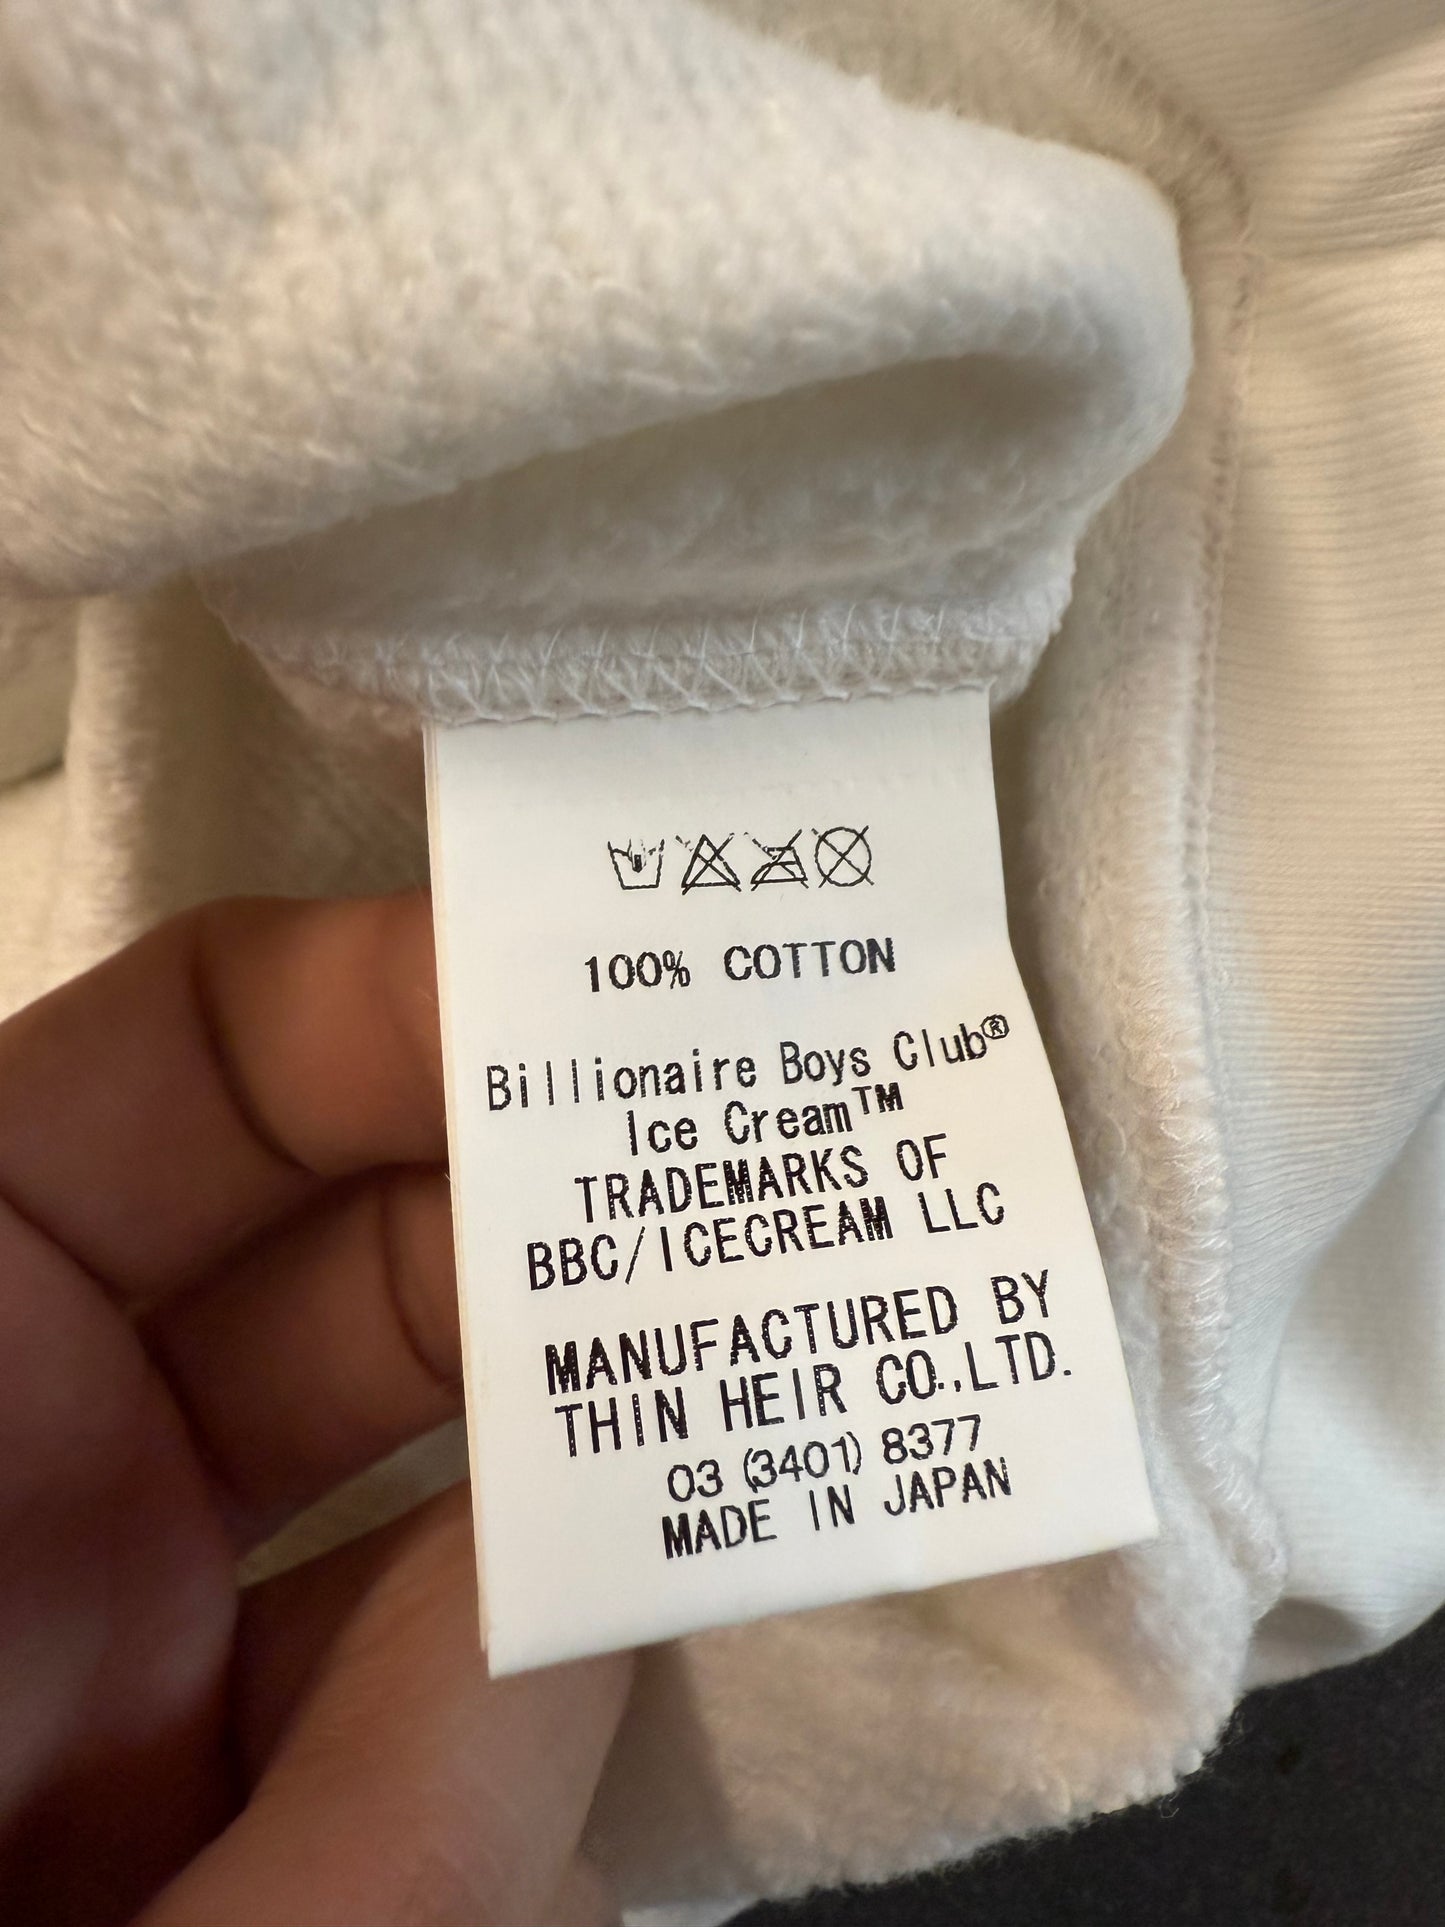 100% COTTON
Billionaire Boys Club®
Ice Cream™
TRADEMARKS OF
BBC/ICECREAM LLC
MANUFACTURED BY
THIN HEIR CO.,LTD.
03 (3401) 8377
MADE IN JAPAN